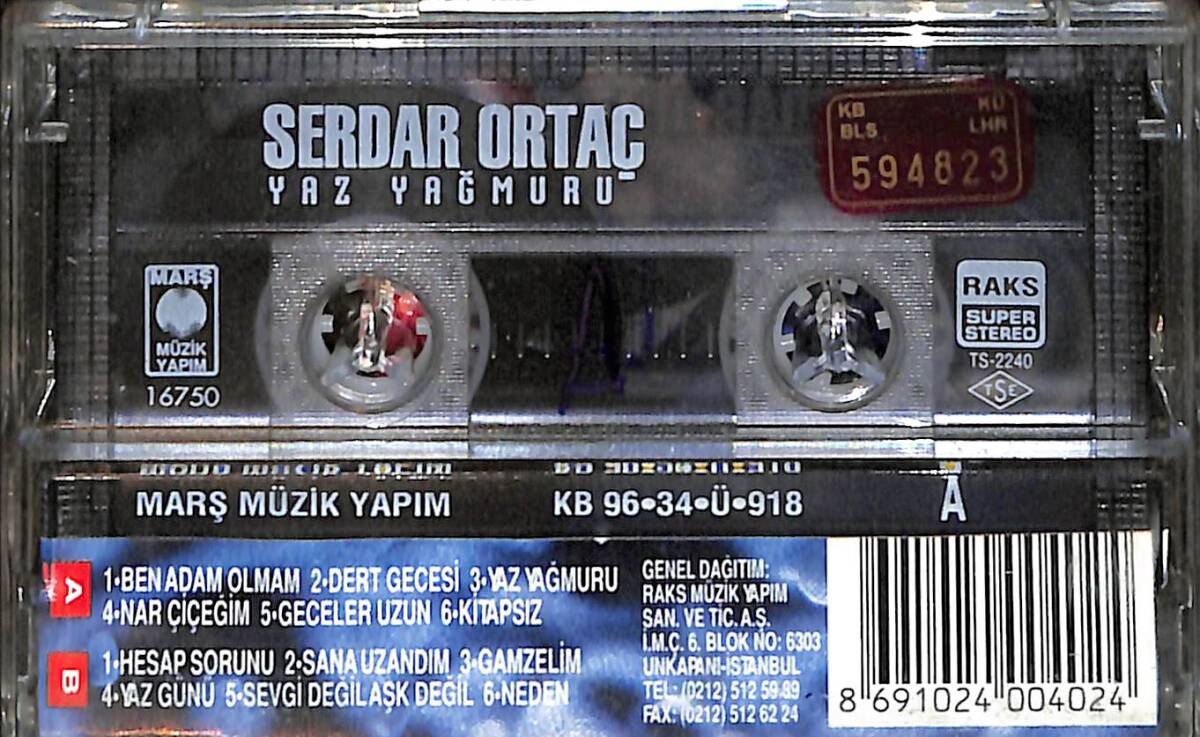 SERDAR ORTAÇ
YAZ YAĞMURU
KB
BLS
MÜ
LHR
594823
MARŞ
MÜZİK
YAPIM
16750
RAKS
SUPER
STEREO
TS-2240
TSE
MARŞ MÜZİK YAPIM KB 96•34•Ü•918 A
A
1•BEN ADAM OLMAM 2•DERT GECESİ 3•YAZ YAĞMURU
4•NAR ÇİÇEĞİM 5•GECELER UZUN 6•KİTAPSIZ
B
1•HESAP SORUNU 2•SANA UZANDIM 3•GAMZELİM
4•YAZ GÜNÜ 5•SEVGİ DEĞİL AŞK DEĞİL 6•NEDEN
GENEL DAĞITIM:
RAKS MÜZİK YAPIM
SAN. VE TİC. A.Ş.
İ.M.Ç. 6. BLOK NO: 6303
UNKAPANI-İSTANBUL
TEL: (0212) 512 59 89
FAX: (0212) 512 62 24
8 691024 004024